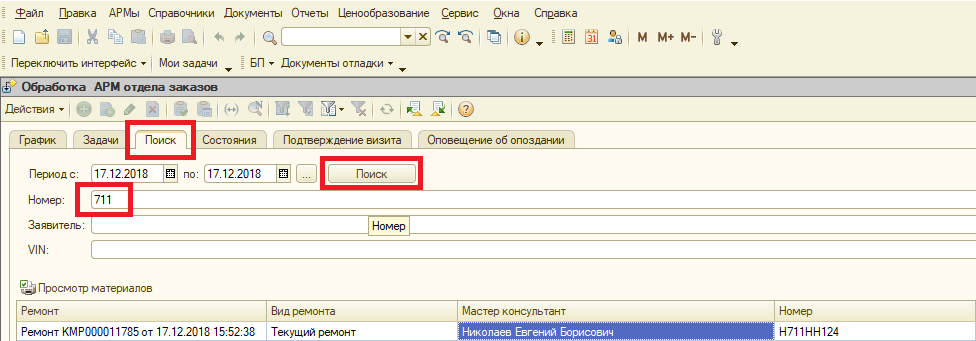 Файл Правка АРМы Справочники Документы Отчеты Ценообразование Сервис Окна Справка
M M+ M-
Переключить интерфейс Мои задачи БП Документы отладки
Обработка АРМ отдела заказов
Действия
График Задачи Поиск Состояния Подтверждение визита Оповещение об опоздании
Период с: 17.12.2018 по: 17.12.2018 ... Поиск
Номер: 711
Заявитель: Номер
VIN:
Просмотр материалов
Ремонт Вид ремонта Мастер консультант Номер
Ремонт КМР000011785 от 17.12.2018 15:52:38 Текущий ремонт Николаев Евгений Борисович Н711НН124